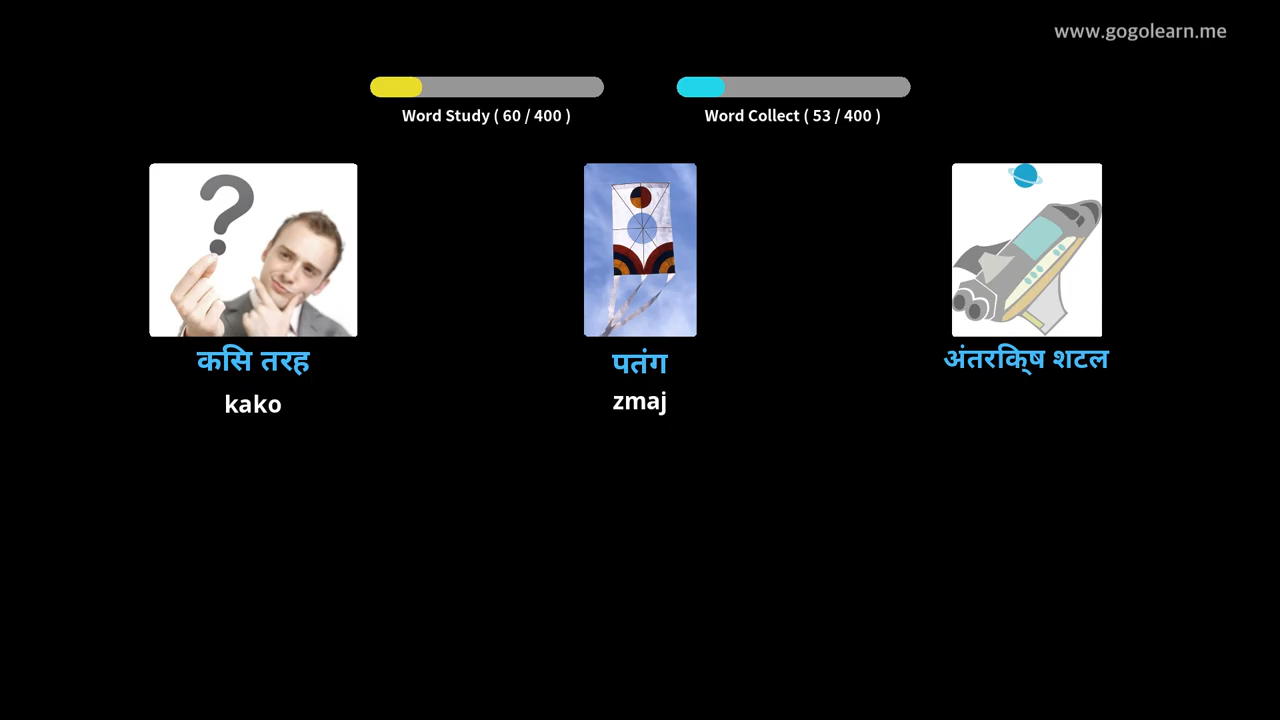 www.gogolearn.me
Word Study ( 60 / 400 )
Word Collect ( 53 / 400 )
कसि तरह
पतंग
अंतरकि्ष शटल
kako
zmaj